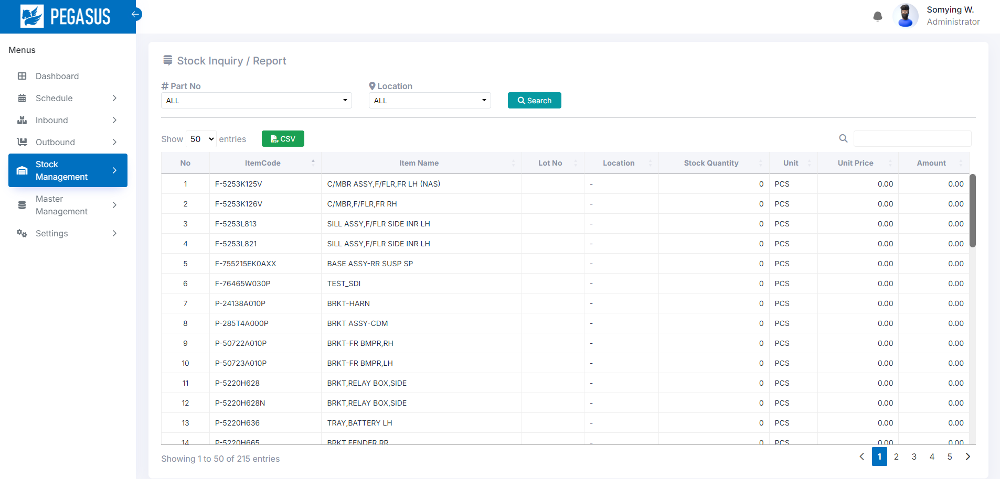 PEGASUS
Somying W.
Administrator
Menus
Dashboard
Schedule
Inbound
Outbound
Stock
Management
Master
Management
Settings
Stock Inquiry / Report
# Part No
Location
ALL
ALL
Search
Show 50 entries
CSV
No ItemCode Item Name Lot No Location Stock Quantity Unit Unit Price Amount
1 F-5253K125V C/MBR ASSY,F/FLR,FR LH (NAS) - 0 PCS 0.00 0.00
2 F-5253K126V C/MBR,F/FLR,FR RH - 0 PCS 0.00 0.00
3 F-5253L813 SILL ASSY,F/FLR SIDE INR LH - 0 PCS 0.00 0.00
4 F-5253L821 SILL ASSY,F/FLR SIDE INR LH - 0 PCS 0.00 0.00
5 F-755215EK0AXX BASE ASSY-RR SUSP SP - 0 PCS 0.00 0.00
6 F-76465W030P TEST_SDI - 0 PCS 0.00 0.00
7 P-24138A010P BRKT-HARN - 0 PCS 0.00 0.00
8 P-285T4A000P BRKT ASSY-CDM - 0 PCS 0.00 0.00
9 P-50722A010P BRKT-FR BMPR,RH - 0 PCS 0.00 0.00
10 P-50723A010P BRKT-FR BMPR,LH - 0 PCS 0.00 0.00
11 P-5220H628 BRKT,RELAY BOX,SIDE - 0 PCS 0.00 0.00
12 P-5220H628N BRKT,RELAY BOX,SIDE - 0 PCS 0.00 0.00
13 P-5220H636 TRAY,BATTERY LH - 0 PCS 0.00 0.00
14 P-5220H665 BRKT,FENDER,RR - 0 PCS 0.00 0.00
Showing 1 to 50 of 215 entries
1 2 3 4 5